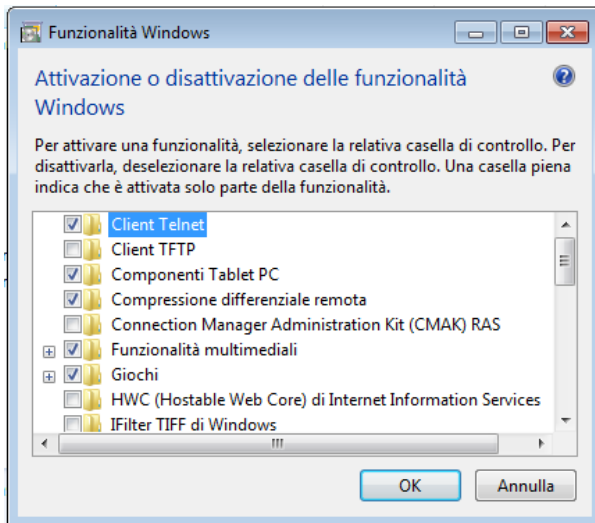 Funzionalità Windows
Attivazione o disattivazione delle funzionalità
Windows
Per attivare una funzionalità, selezionare la relativa casella di controllo. Per
disattivarla, deselezionare la relativa casella di controllo. Una casella piena
indica che è attivata solo parte della funzionalità.
Client Telnet
Client TFTP
Componenti Tablet PC
Compressione differenziale remota
Connection Manager Administration Kit (CMAK) RAS
Funzionalità multimediali
Giochi
HWC (Hostable Web Core) di Internet Information Services
IFilter TIFF di Windows
OK Annulla